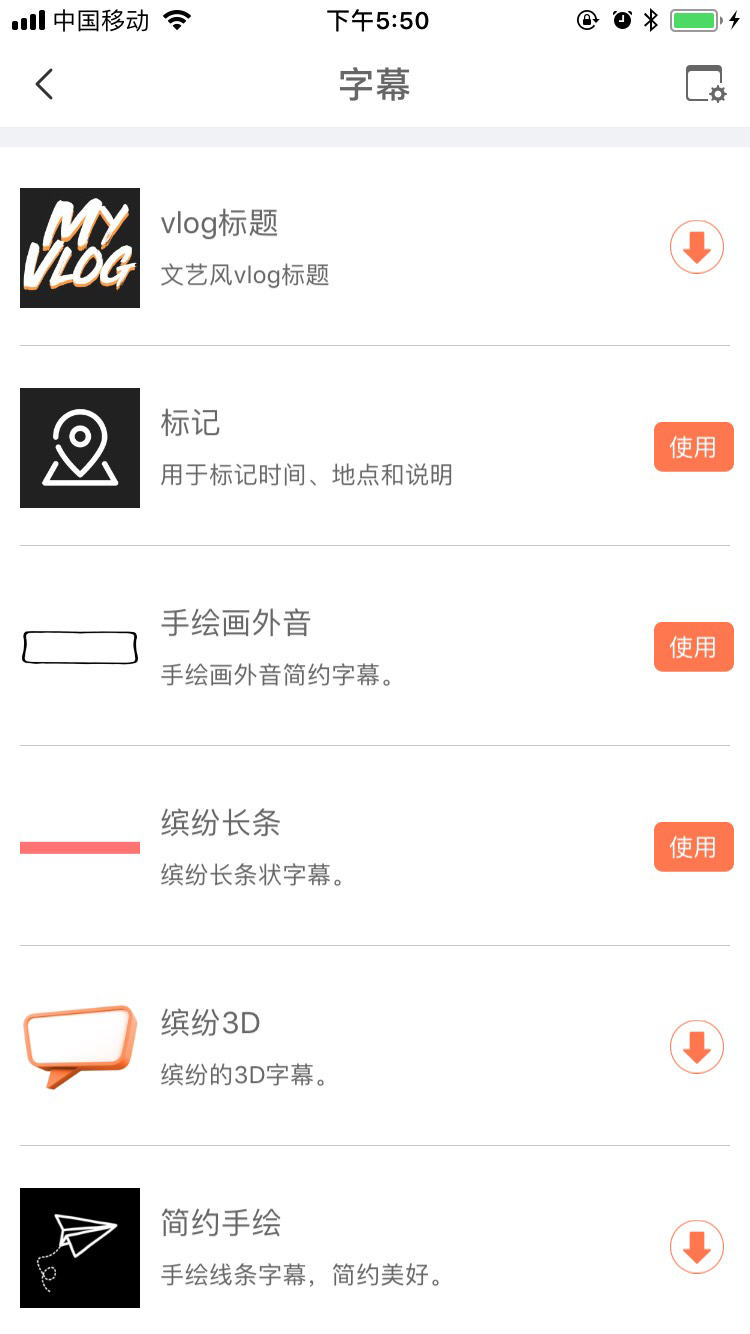 中国移动
下午5:50
字幕
MY
VLOG
vlog标题
文艺风vlog标题
标记
用于标记时间、地点和说明
使用
手绘画外音
手绘画外音简约字幕。
使用
缤纷长条
缤纷长条状字幕。
使用
缤纷3D
缤纷的3D字幕。
简约手绘
手绘线条字幕，简约美好。